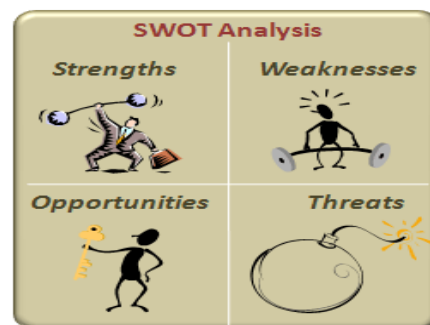 SWOT Analysis
Strengths
Weaknesses
Opportunities
Threats